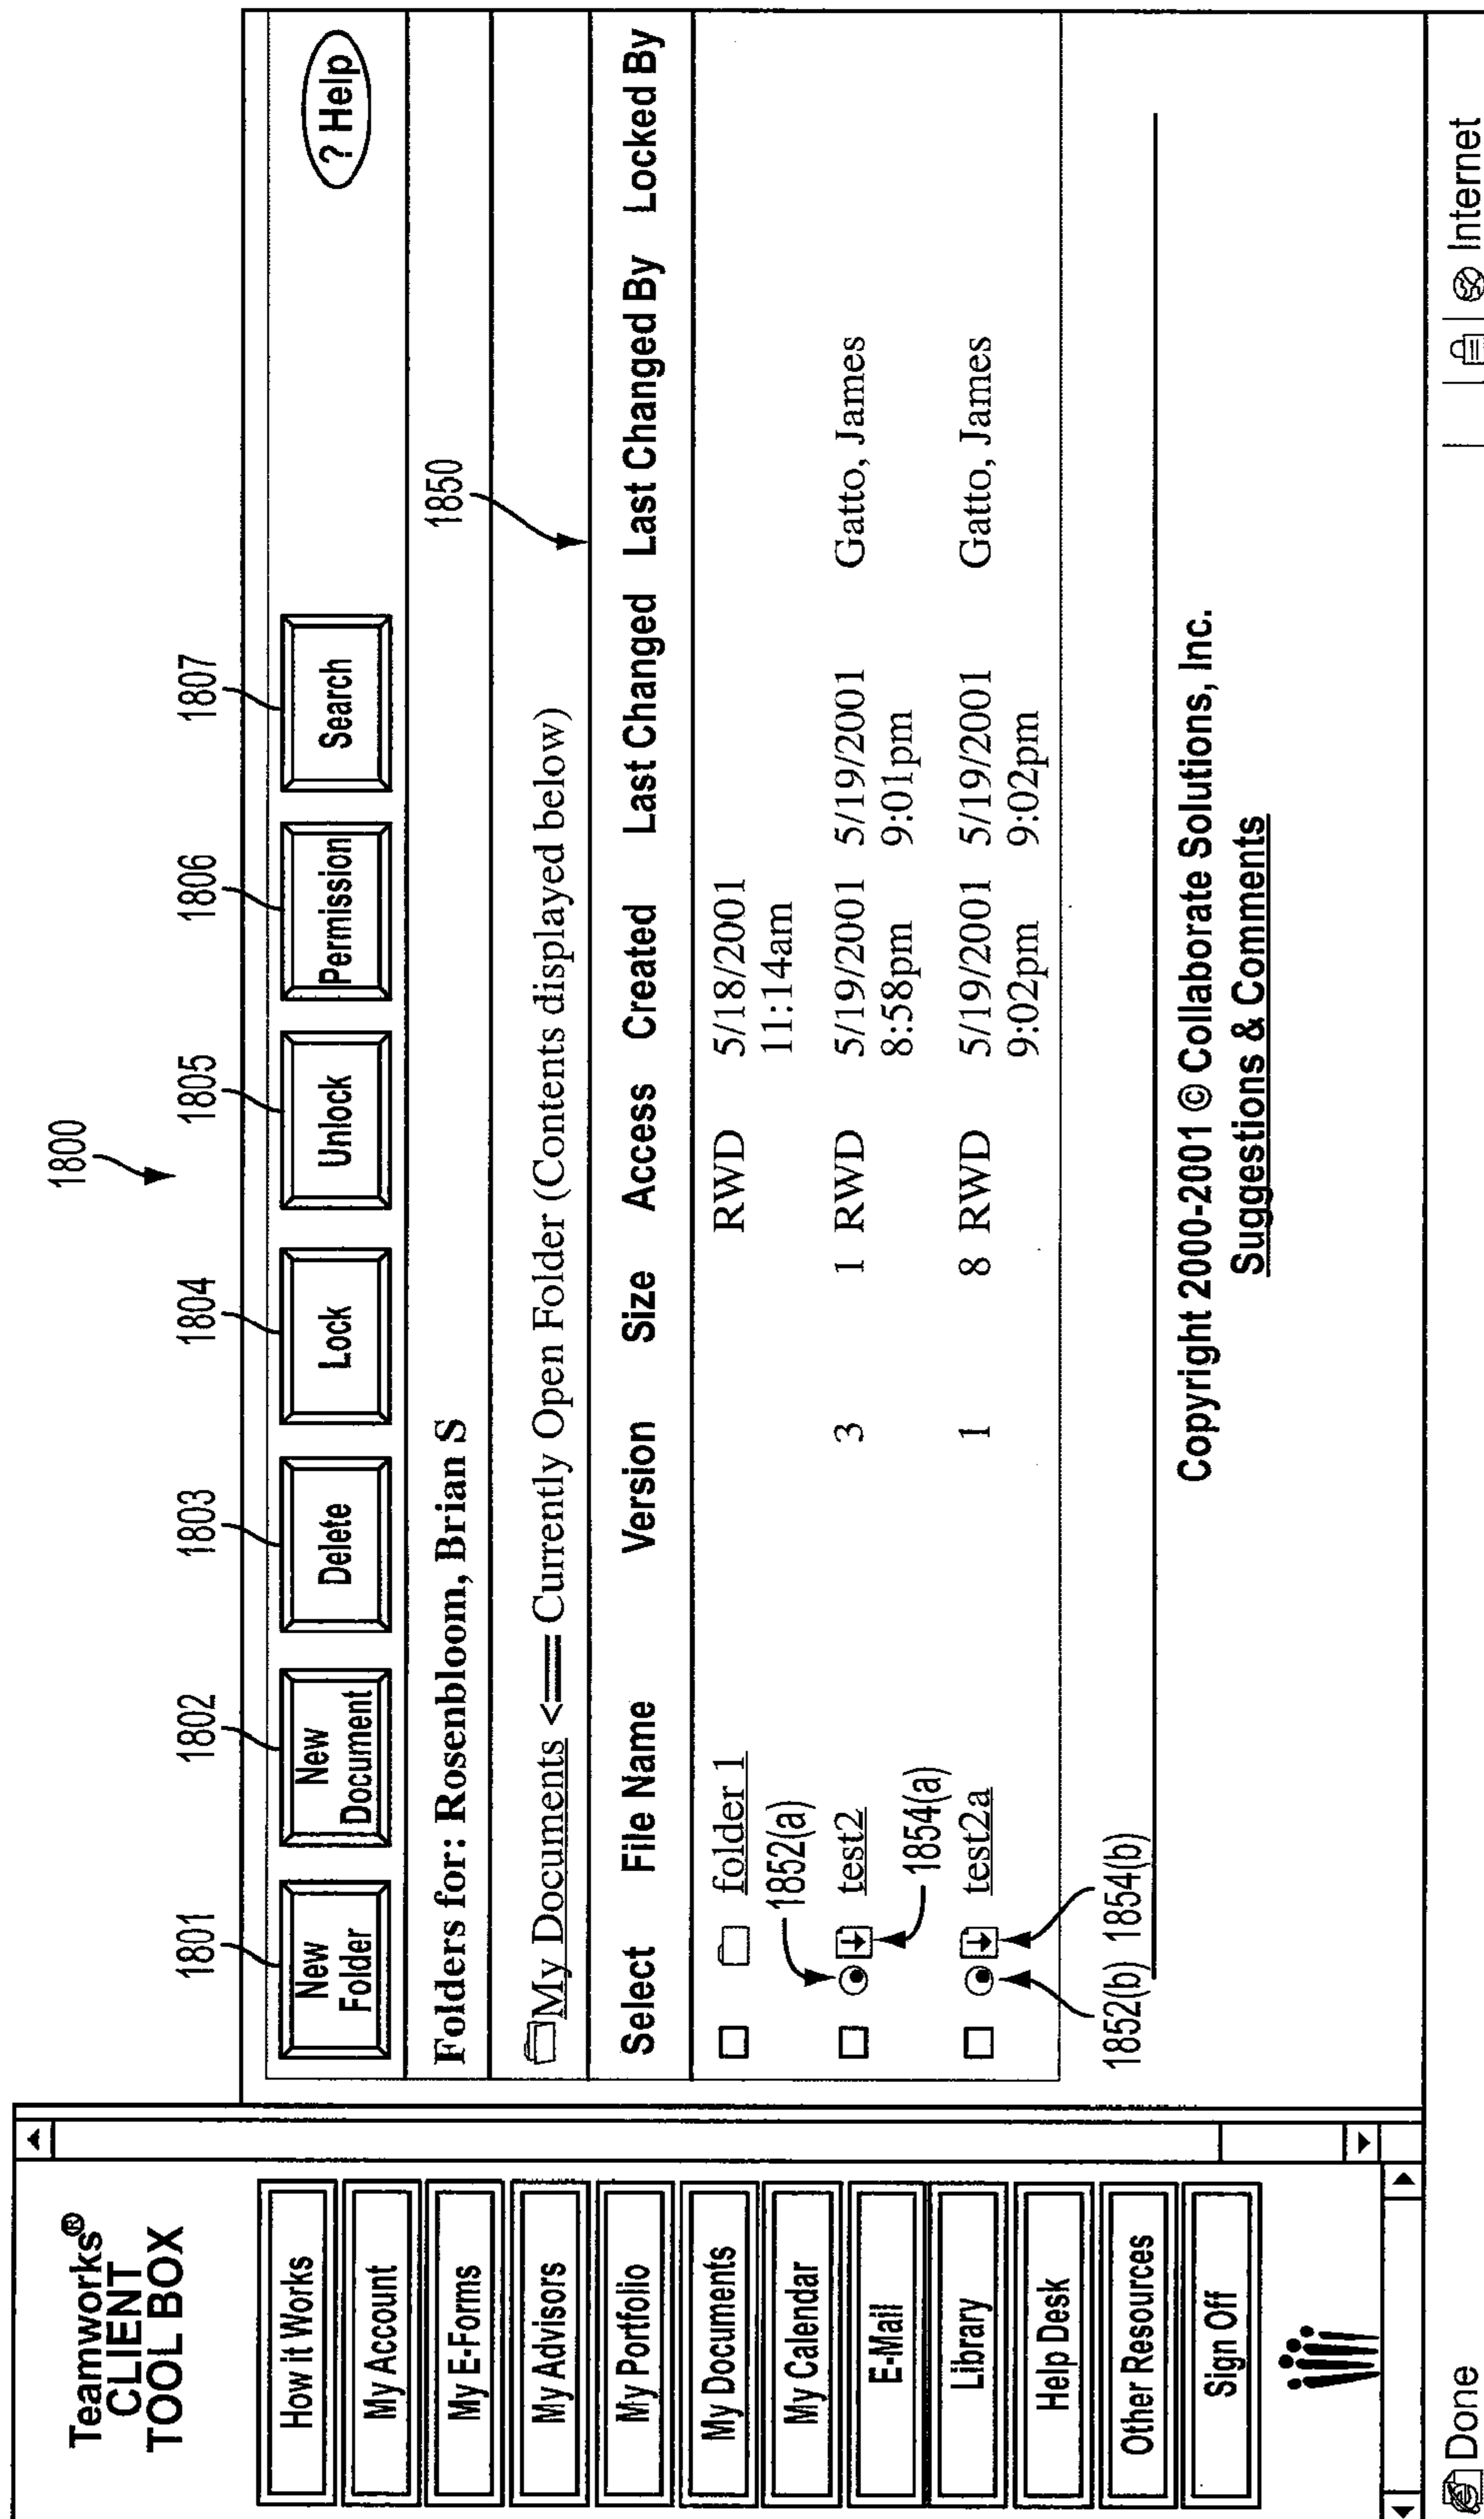 1800
Teamworks®
CLIENT
TOOL BOX
How it Works
My Account
My E-Forms
My Advisors
My Portfolio
My Documents
My Calendar
E-Mail
Library
Help Desk
Other Resources
Sign Off
1801 1802 1803 1804 1805 1806 1807
New Folder New Document Delete Lock Unlock Permission Search ? Help
Folders for: Rosenbloom, Brian S
1850
My Documents <== Currently Open Folder (Contents displayed below)
Select File Name Version Size Access Created Last Changed Last Changed By Locked By
folder 1 RWD 5/18/2001
11:14am
1852(a)
test2 3 1 RWD 5/19/2001 5/19/2001 Gatto, James
8:58pm 9:01pm
1854(a)
test2a 1 8 RWD 5/19/2001 5/19/2001 Gatto, James
9:02pm 9:02pm
1852(b) 1854(b)
Copyright 2000-2001 © Collaborate Solutions, Inc.
Suggestions & Comments
Done Internet